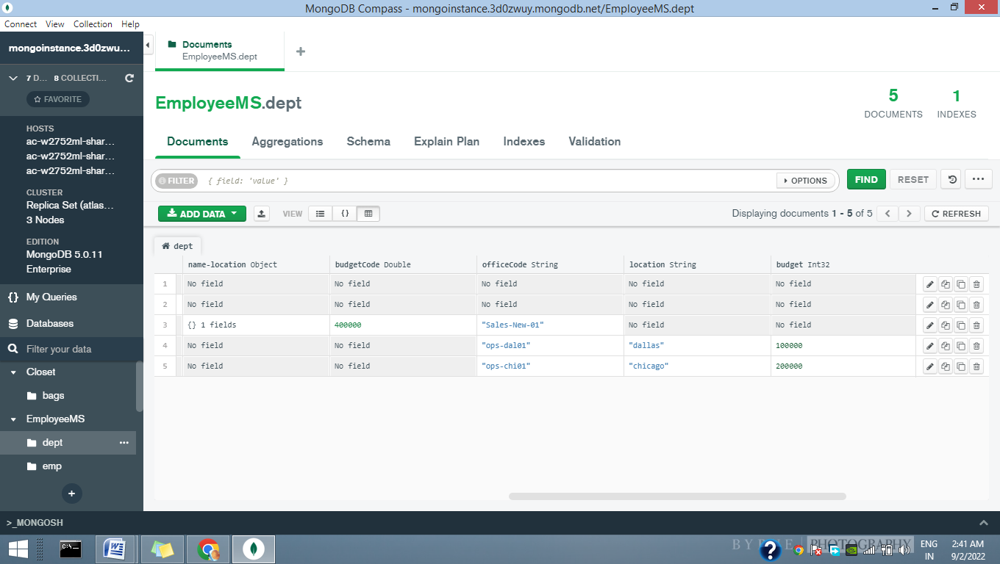 MongoDB Compass - mongoinstance.3d0zwuy.mongodb.net/EmployeeMS.dept
Connect View Collection Help
mongoinstance.3d0zwu...
Documents
EmployeeMS.dept
7 D... 8 COLLECTI...
FAVORITE
HOSTS
ac-w2752ml-shar...
ac-w2752ml-shar...
ac-w2752ml-shar...
CLUSTER
Replica Set (atlas...
3 Nodes
EDITION
MongoDB 5.0.11
Enterprise
{} My Queries
Databases
Filter your data
Closet
bags
EmployeeMS
dept
emp
EmployeeMS.dept
5
DOCUMENTS
1
INDEXES
Documents Aggregations Schema Explain Plan Indexes Validation
FILTER { field: 'value' } OPTIONS FIND RESET
ADD DATA VIEW {} Displaying documents 1 - 5 of 5 REFRESH
dept
name-location Object budgetCode Double officeCode String location String budget Int32
1 No field No field No field No field No field
2 No field No field No field No field No field
3 {} 1 fields 400000 "Sales-New-01" No field No field
4 No field No field "ops-dal01" "dallas" 100000
5 No field No field "ops-chi01" "chicago" 200000
>_MONGOSH
PHOTOGRAPHY
ENG
IN
2:41 AM
9/2/2022